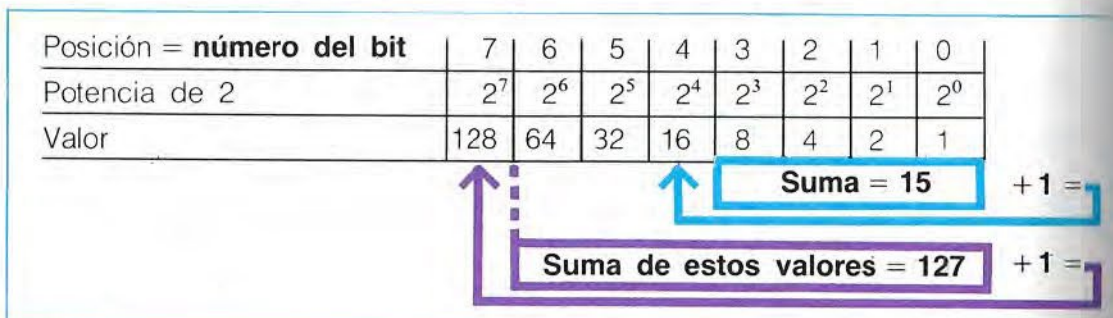 Posición = número del bit 7 6 5 4 3 2 1 0
Potencia de 2 2⁷ 2⁶ 2⁵ 2⁴ 2³ 2² 2¹ 2⁰
Valor 128 64 32 16 8 4 2 1
Suma = 15 +1 =
Suma de estos valores = 127 +1 =